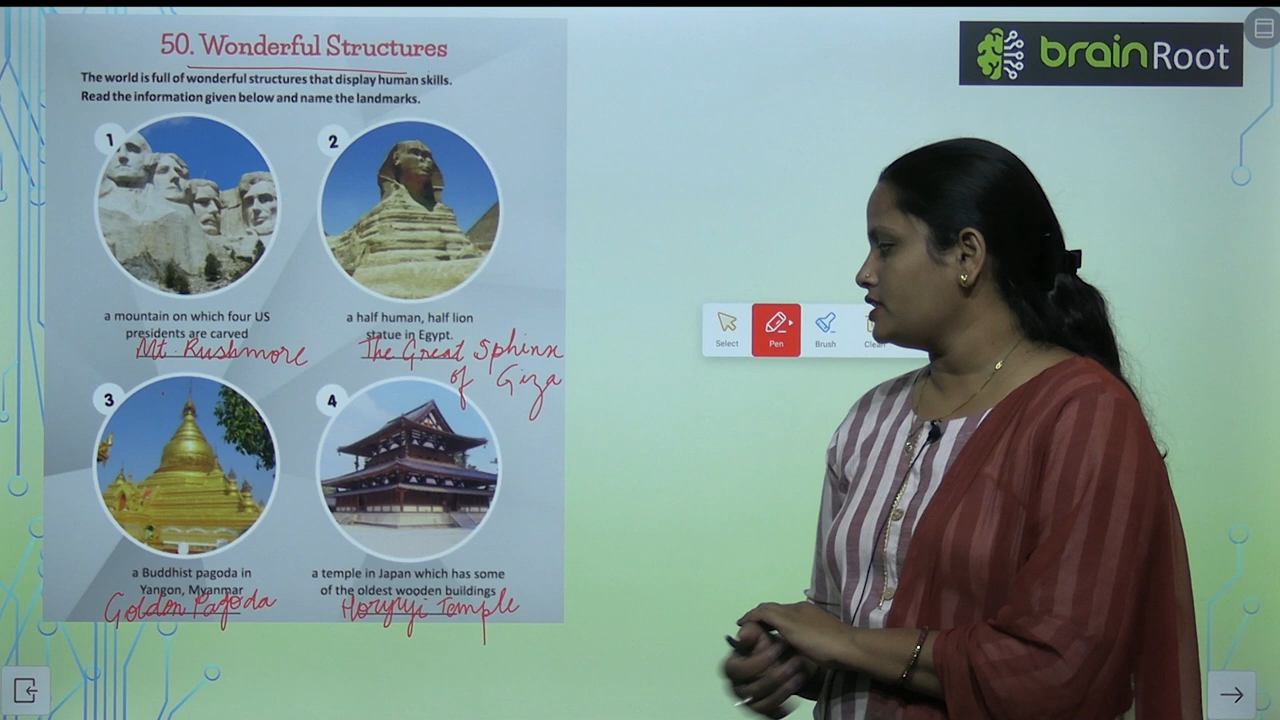 50. Wonderful Structures
The world is full of wonderful structures that display human skills.
Read the information given below and name the landmarks.
1
2
a mountain on which four US
presidents are carved
Mt. Rushmore
a half human, half lion
statue in Egypt.
The Great Sphinx
of Giza
3
4
a Buddhist pagoda in
Yangon, Myanmar
Golden Pagoda
a temple in Japan which has some
of the oldest wooden buildings
Horyuji Temple
brainRoot
Select
Pen
Brush
Clean